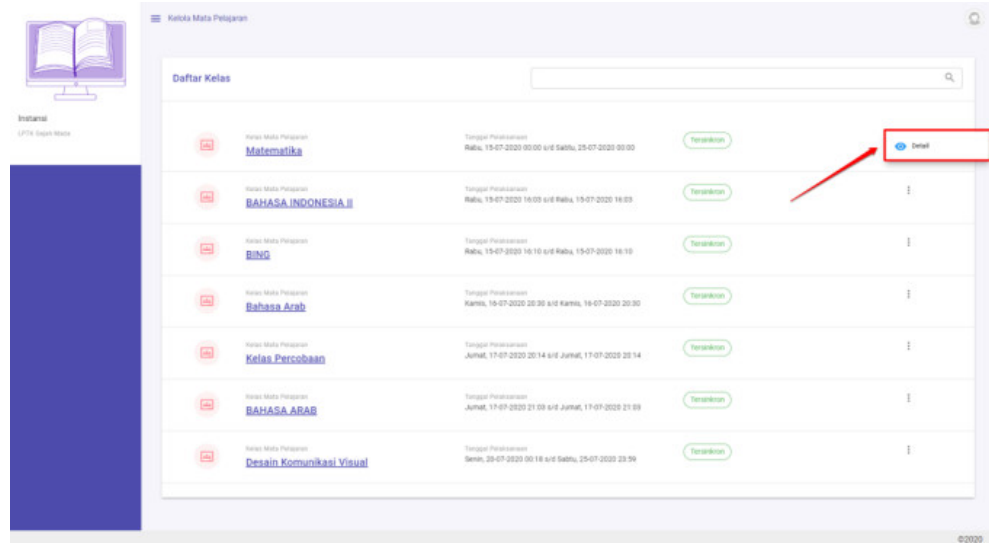 Kelola Mata Pelajaran
Instansi
Daftar Kelas
Kelas Mata Pelajaran
Matematika
Tanggal Pelaksanaan
Rabu, 15-07-2020 00:00 s/d Sabtu, 25-07-2020 00:00
Tersinkron
Detail
Kelas Mata Pelajaran
BAHASA INDONESIA II
Tanggal Pelaksanaan
Rabu, 15-07-2020 16:03 s/d Rabu, 15-07-2020 16:03
Tersinkron
Kelas Mata Pelajaran
BING
Tanggal Pelaksanaan
Rabu, 15-07-2020 16:10 s/d Rabu, 15-07-2020 16:10
Tersinkron
Kelas Mata Pelajaran
Bahasa Arab
Tanggal Pelaksanaan
Kamis, 16-07-2020 20:30 s/d Kamis, 16-07-2020 20:30
Tersinkron
Kelas Mata Pelajaran
Kelas Percobaan
Tanggal Pelaksanaan
Jumat, 17-07-2020 20:14 s/d Jumat, 17-07-2020 20:14
Tersinkron
Kelas Mata Pelajaran
BAHASA ARAB
Tanggal Pelaksanaan
Jumat, 17-07-2020 21:03 s/d Jumat, 17-07-2020 21:03
Tersinkron
Kelas Mata Pelajaran
Desain Komunikasi Visual
Tanggal Pelaksanaan
Senin, 20-07-2020 00:18 s/d Sabtu, 25-07-2020 23:59
Tersinkron
©2020